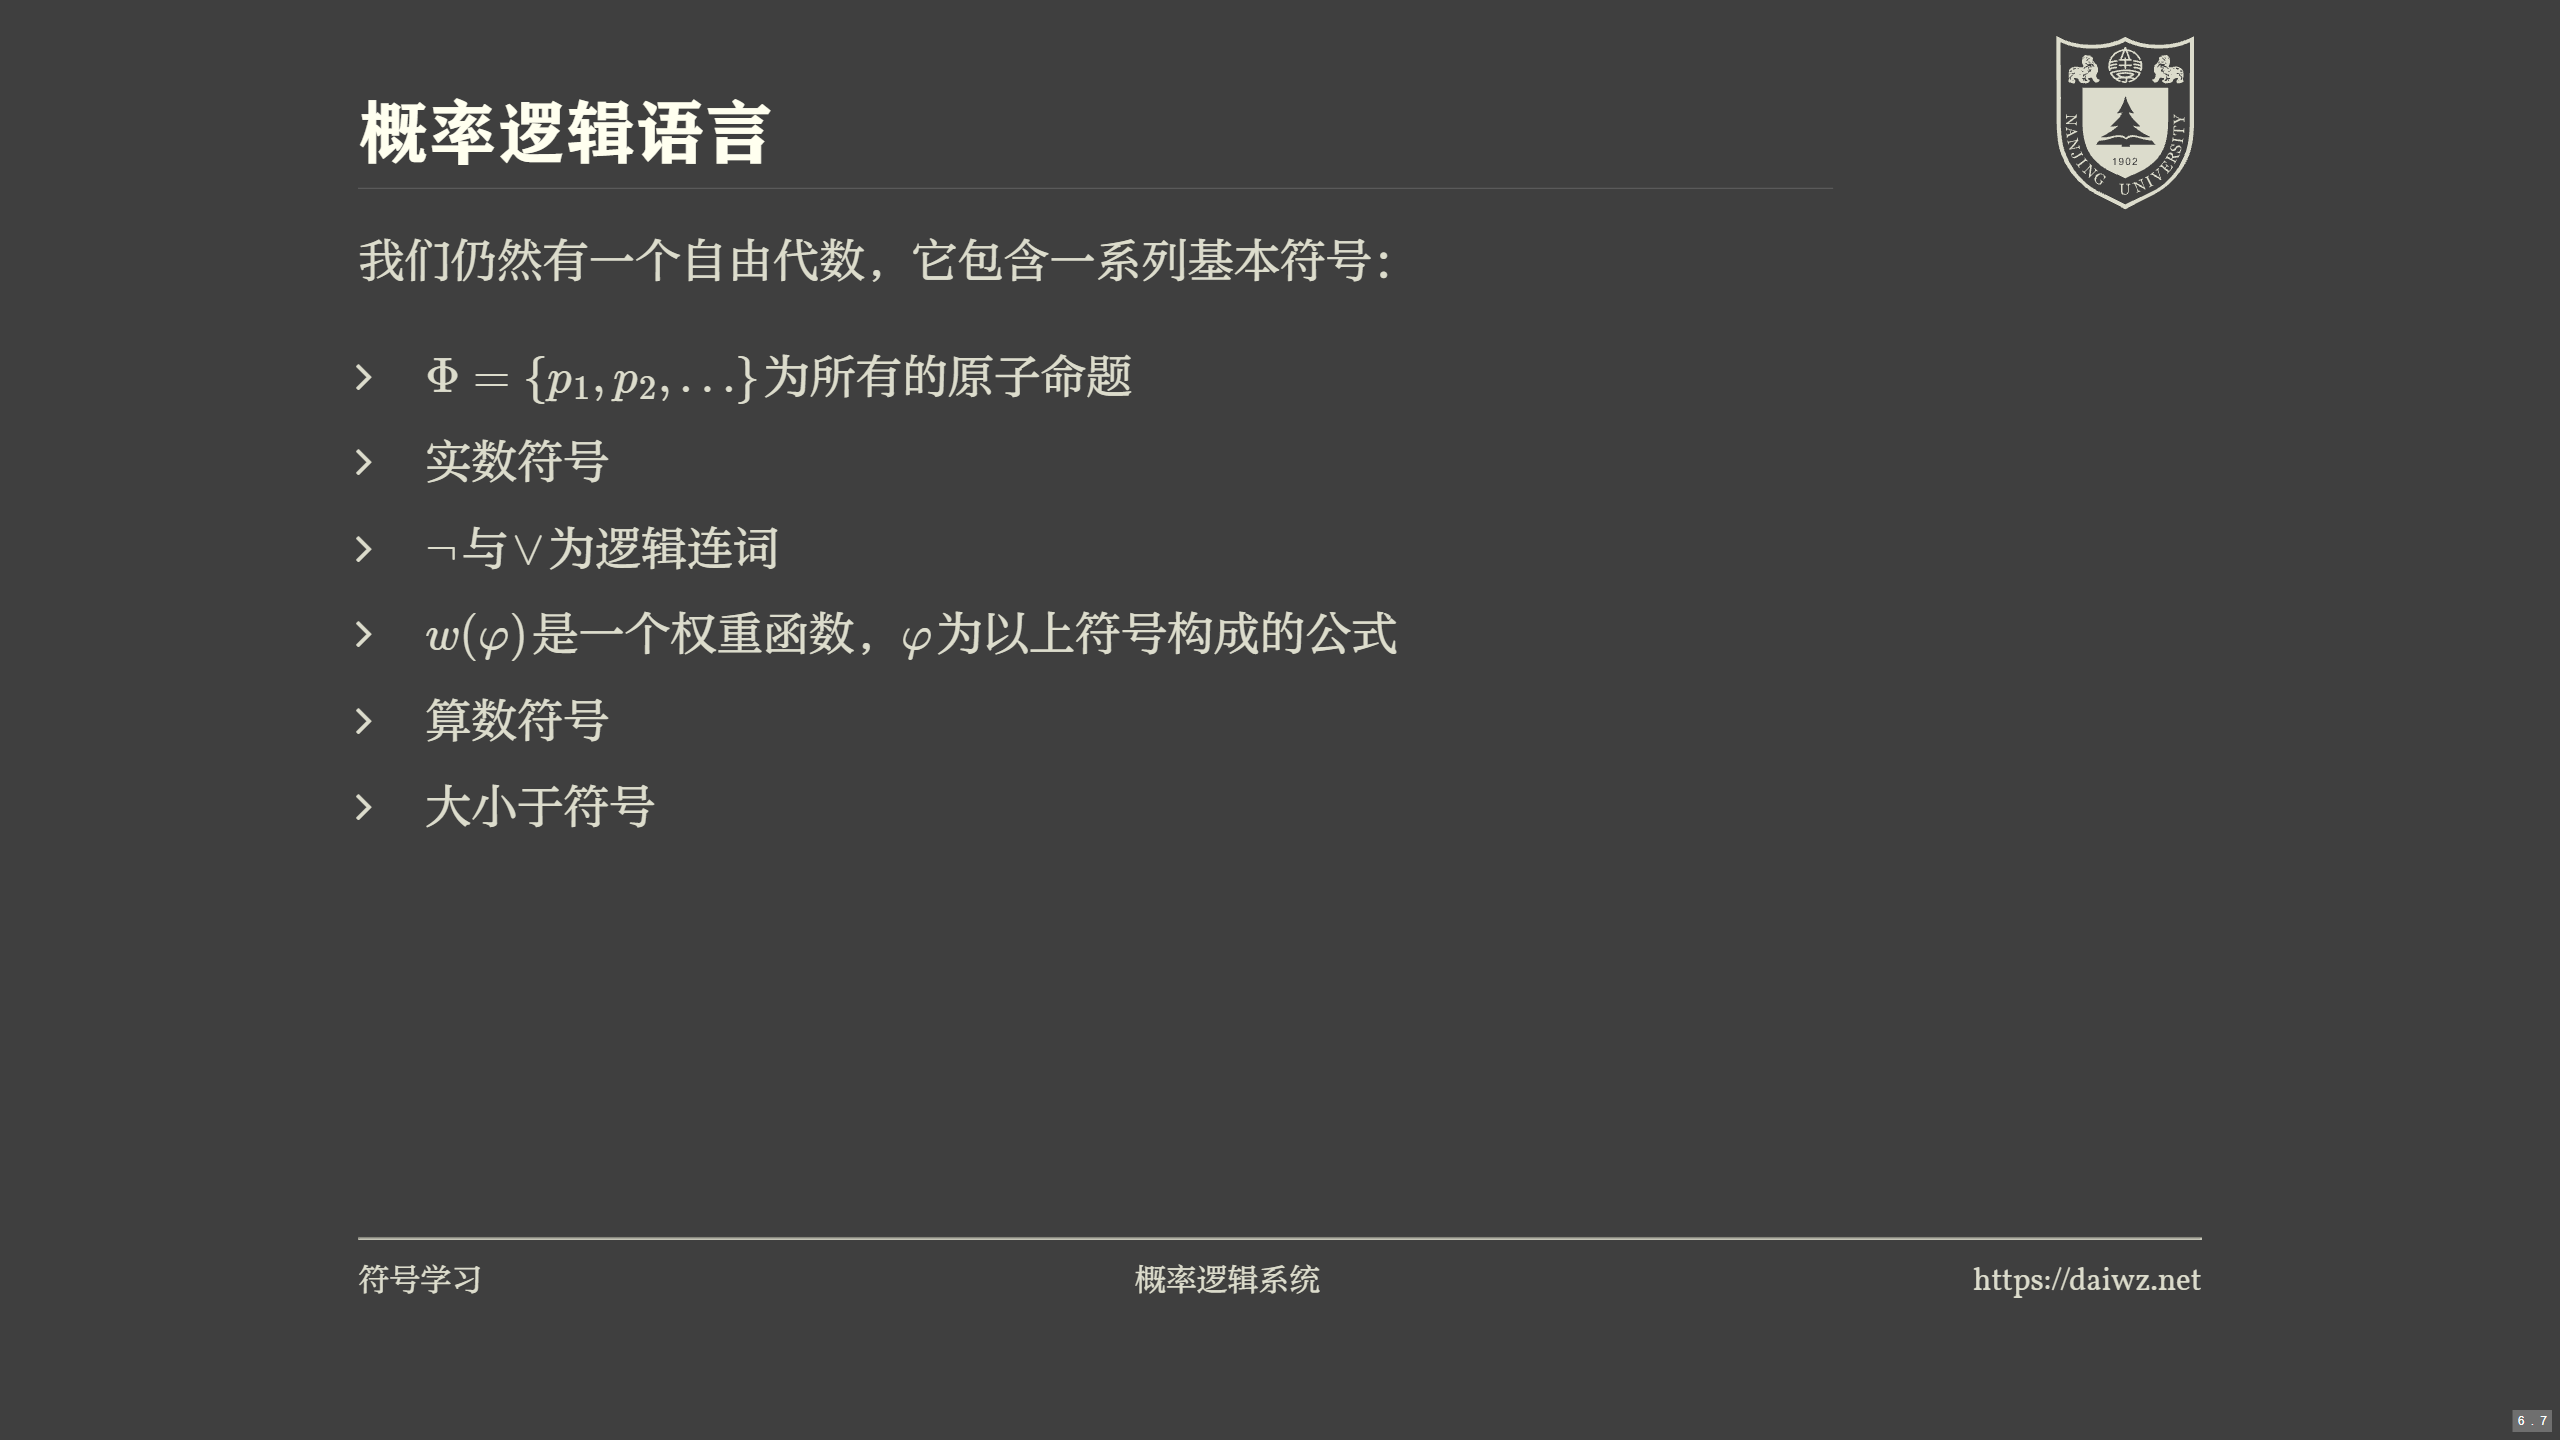 概率逻辑语言
NANJING UNIVERSITY
1902
我们仍然有一个自由代数，它包含一系列基本符号：
Φ = {p₁, p₂, …}为所有的原子命题
实数符号
¬与∨为逻辑连词
w(φ)是一个权重函数，φ为以上符号构成的公式
算数符号
大小于符号
符号学习
概率逻辑系统
https://daiwz.net
6 . 7